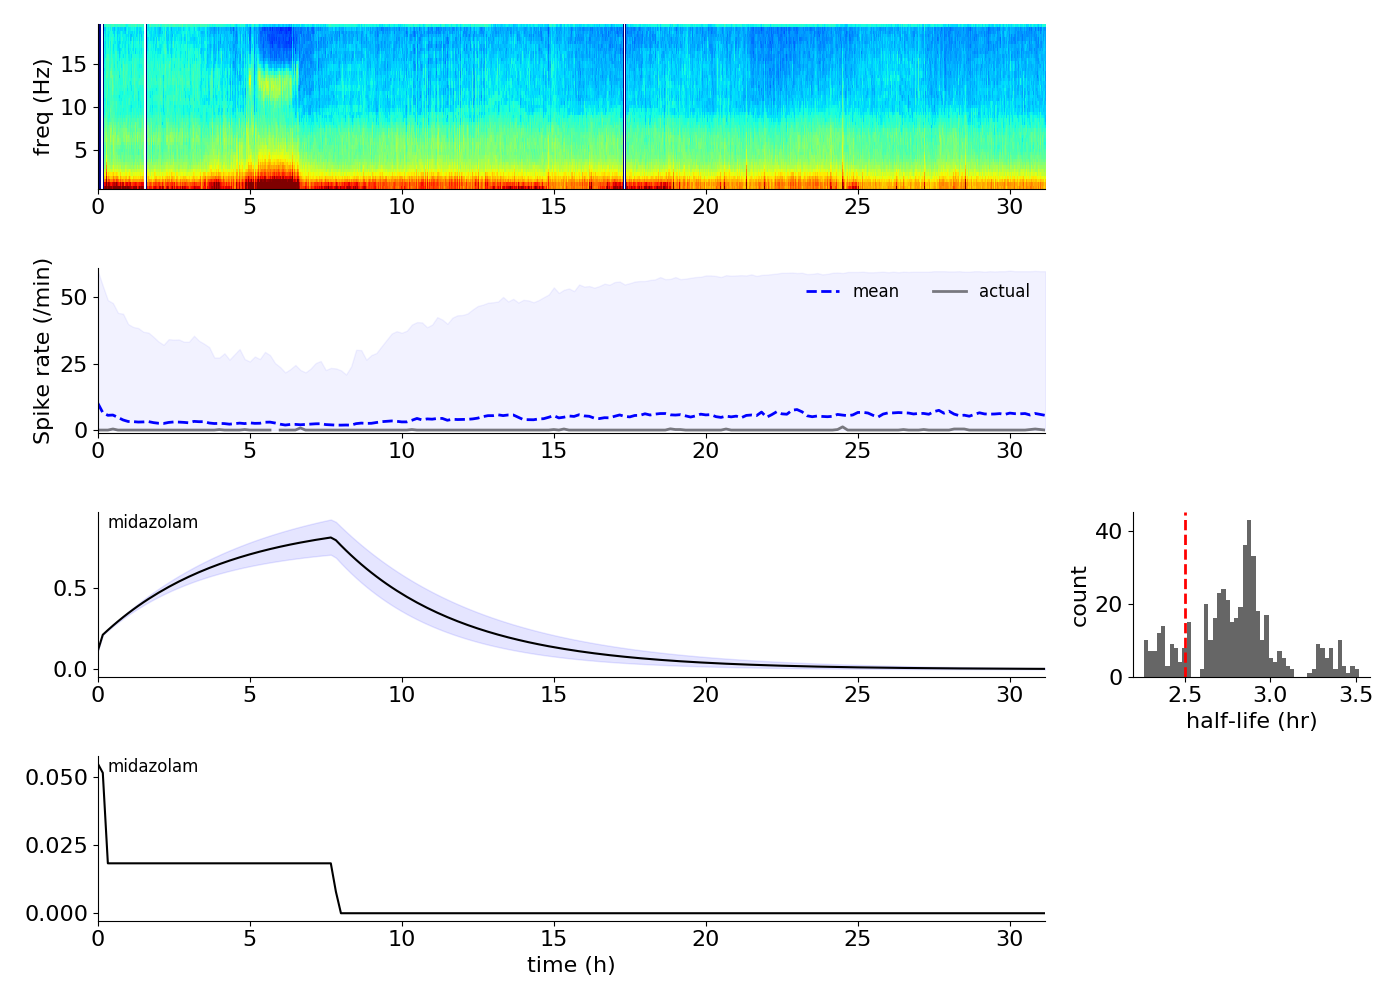 freq (Hz)
15
10
5
0 5 10 15 20 25 30
Spike rate (/min)
50
25
0
mean actual
0 5 10 15 20 25 30
midazolam
0.5
0.0
0 5 10 15 20 25 30
count
40
20
0
2.5 3.0 3.5
half-life (hr)
midazolam
0.050
0.025
0.000
0 5 10 15 20 25 30
time (h)